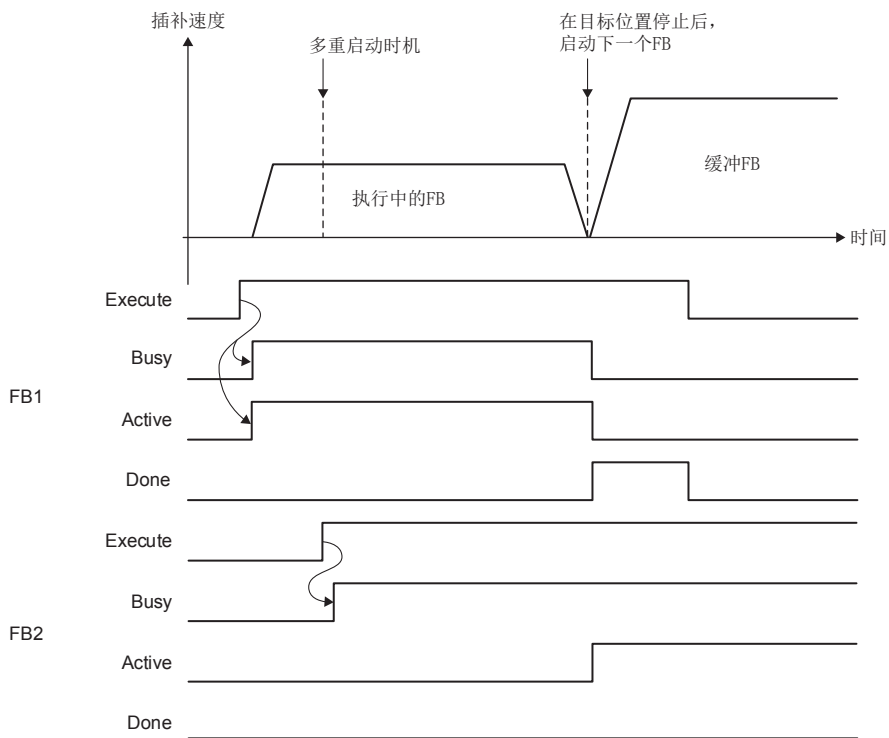 插补速度
多重启动时机
在目标位置停止后，
启动下一个FB
执行中的FB
缓冲FB
时间
FB1
Execute
Busy
Active
Done
FB2
Execute
Busy
Active
Done